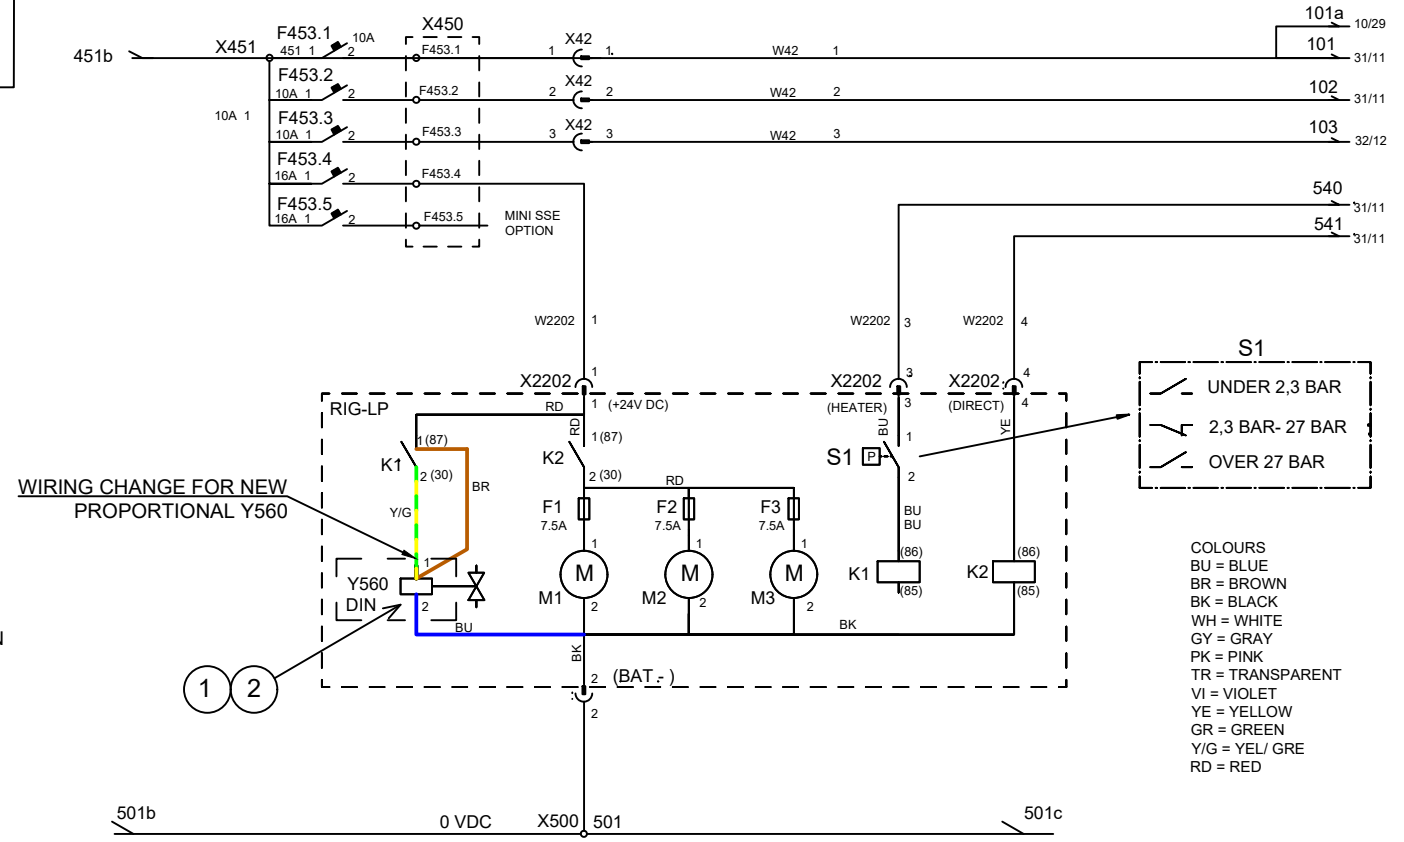 451b
X451
F453.1
10A
451 1
2
X450
F453.1
1
X42
1
W42
1
101a
10/29
101
31/11
F453.2
10A 1
2
F453.2
2
X42
2
W42
2
102
31/11
10A 1
F453.3
10A 1
2
F453.3
3
X42
3
W42
3
103
32/12
F453.4
16A 1
2
F453.4
F453.5
16A 1
2
F453.5
MINI SSE
OPTION
540
31/11
541
31/11
W2202
1
W2202
3
W2202
4
S1
UNDER 2,3 BAR
2,3 BAR- 27 BAR
OVER 27 BAR
X2202
1
X2202
3
X2202
4
RIG-LP
RD
1
(+24V DC)
(HEATER)
3
(DIRECT)
4
RD
BU
YE
1 (87)
K1
2 (30)
BR
Y/G
1 (87)
K2
2 (30)
RD
S1
P
1
2
WIRING CHANGE FOR NEW
PROPORTIONAL Y560
F1
7.5A
F2
7.5A
F3
7.5A
BU
BU
1
Y560
DIN
2
1
M
M1
2
1
M
M2
2
1
M
M3
2
(86)
K1
(85)
(86)
K2
(85)
BU
BK
BK
1
2
2
(BAT - )
2
COLOURS
BU = BLUE
BR = BROWN
BK = BLACK
WH = WHITE
GY = GRAY
PK = PINK
TR = TRANSPARENT
VI = VIOLET
YE = YELLOW
GR = GREEN
Y/G = YEL/ GRE
RD = RED
501b
0 VDC
X500
501
501c